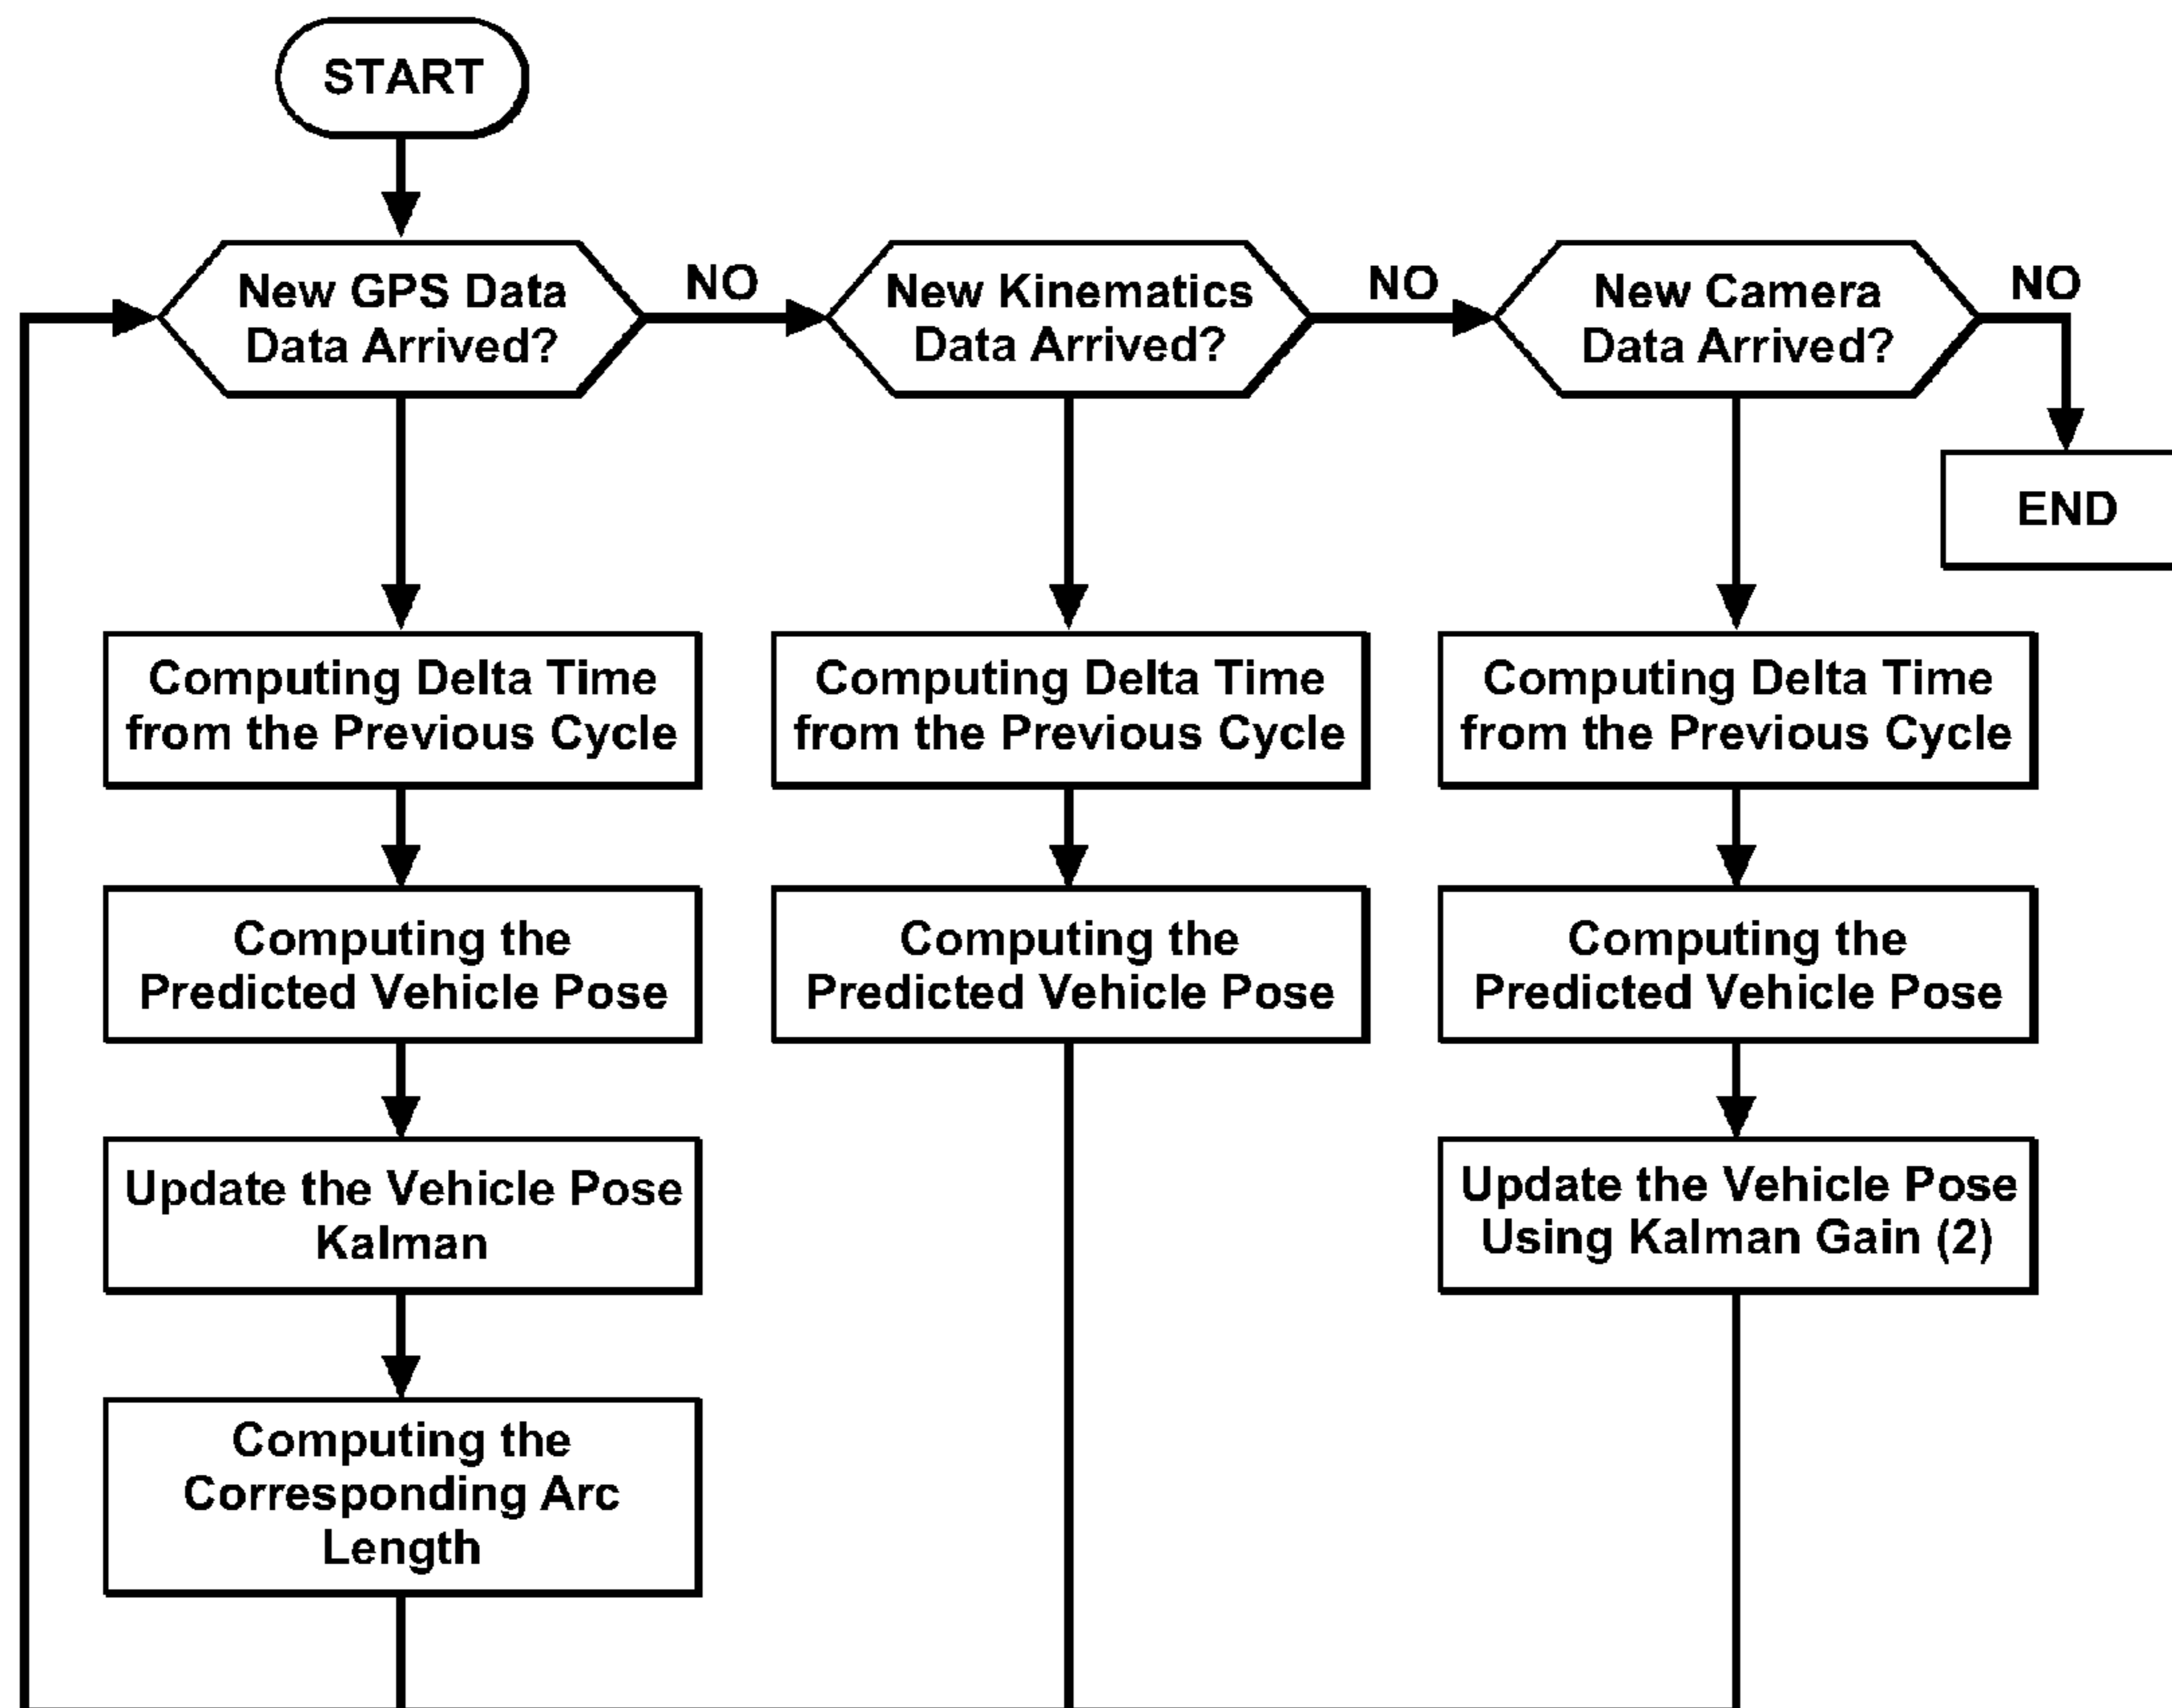 START
New GPS Data
Data Arrived?
NO
New Kinematics
Data Arrived?
NO
New Camera
Data Arrived?
NO
END
Computing Delta Time
from the Previous Cycle
Computing Delta Time
from the Previous Cycle
Computing Delta Time
from the Previous Cycle
Computing the
Predicted Vehicle Pose
Computing the
Predicted Vehicle Pose
Computing the
Predicted Vehicle Pose
Update the Vehicle Pose
Kalman
Update the Vehicle Pose
Using Kalman Gain (2)
Computing the
Corresponding Arc
Length